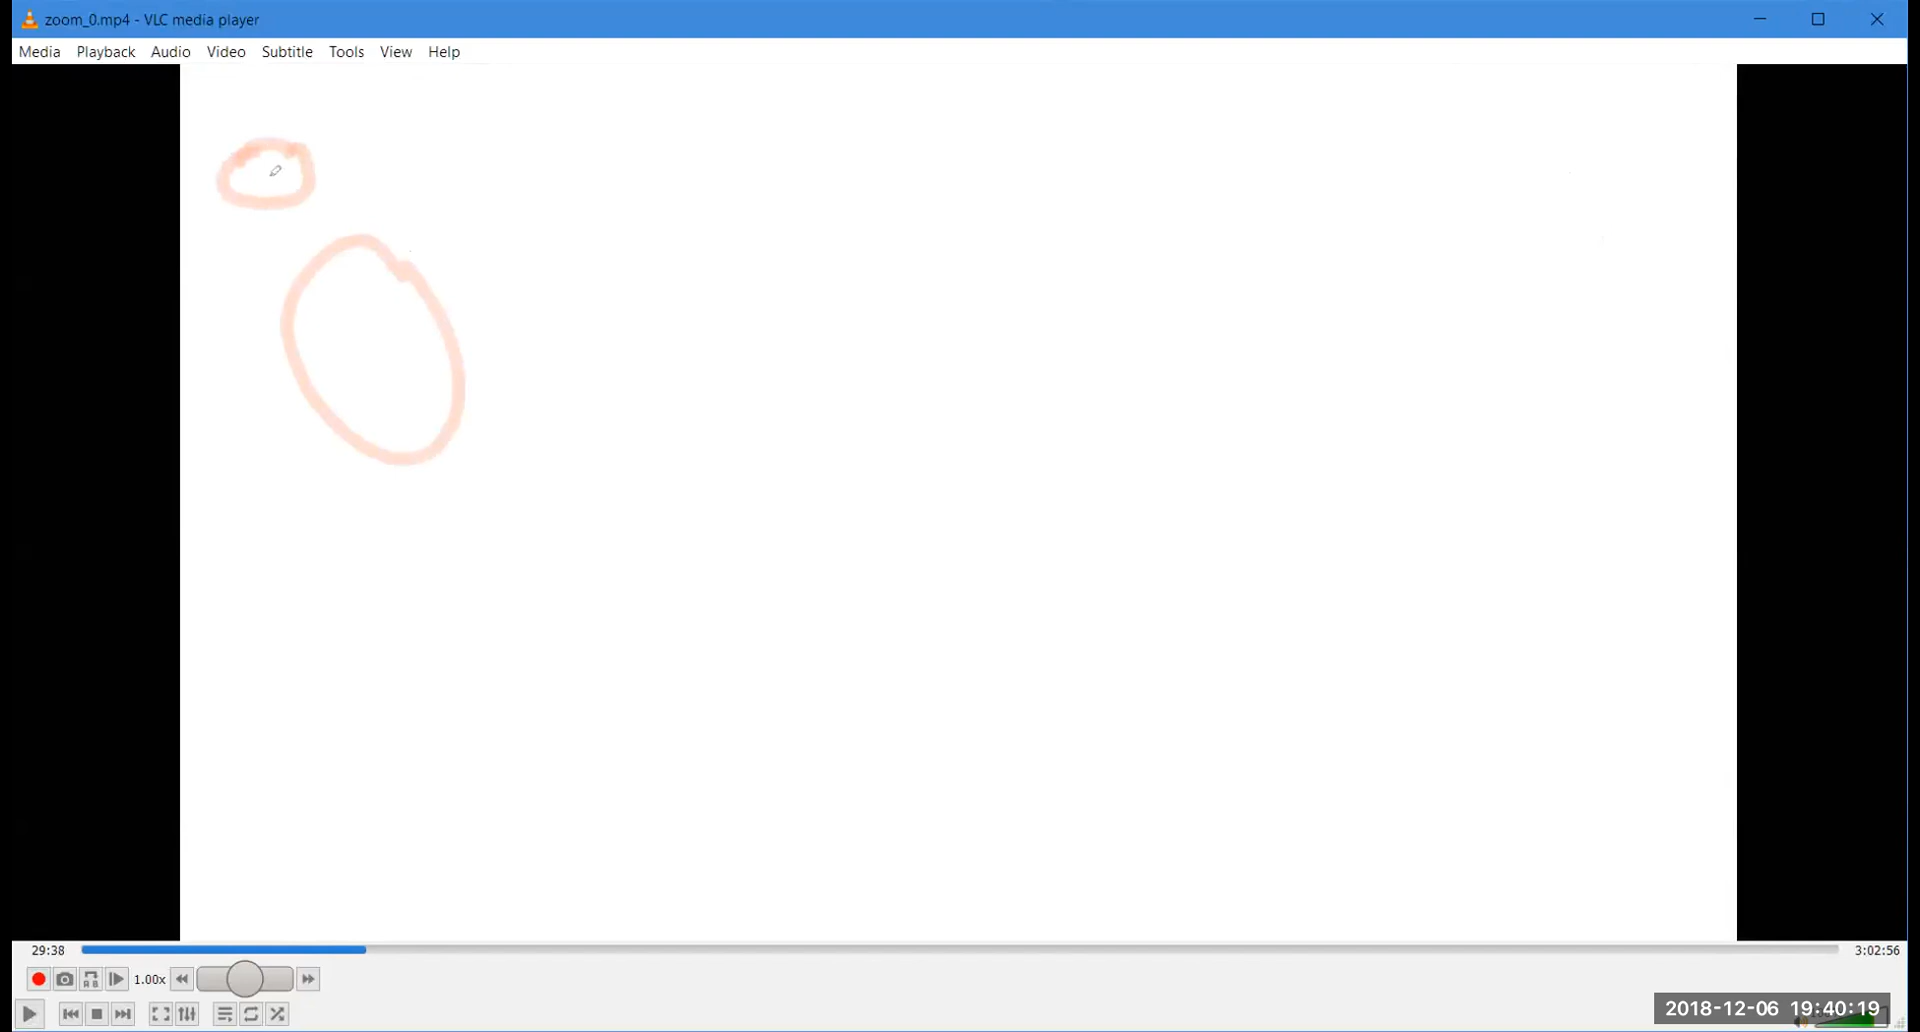 zoom_0.mp4 - VLC media player
Media Playback Audio Video Subtitle Tools View Help
29:38
3:02:56
1.00x
2018-12-06 19:40:19